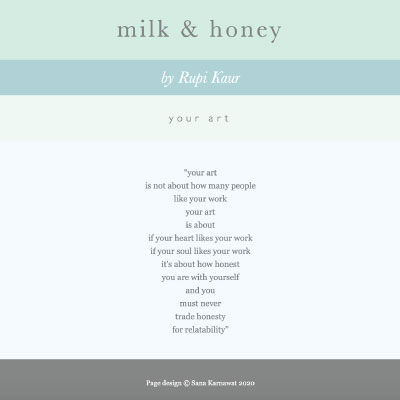 milk & honey
by Rupi Kaur
your art
"your art
is not about how many people
like your work
your art
is about
if your heart likes your work
if your soul likes your work
it's about how honest
you are with yourself
and you
must never
trade honesty
for relatability"
Page design © Sana Karnawat 2020